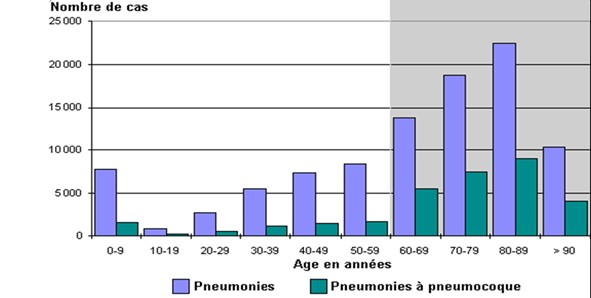 Nombre de cas
25 000
20 000
15 000
10 000
5 000
0
0-9 10-19 20-29 30-39 40-49 50-59 60-69 70-79 80-89 > 90
Age en années
Pneumonies Pneumonies à pneumocoque